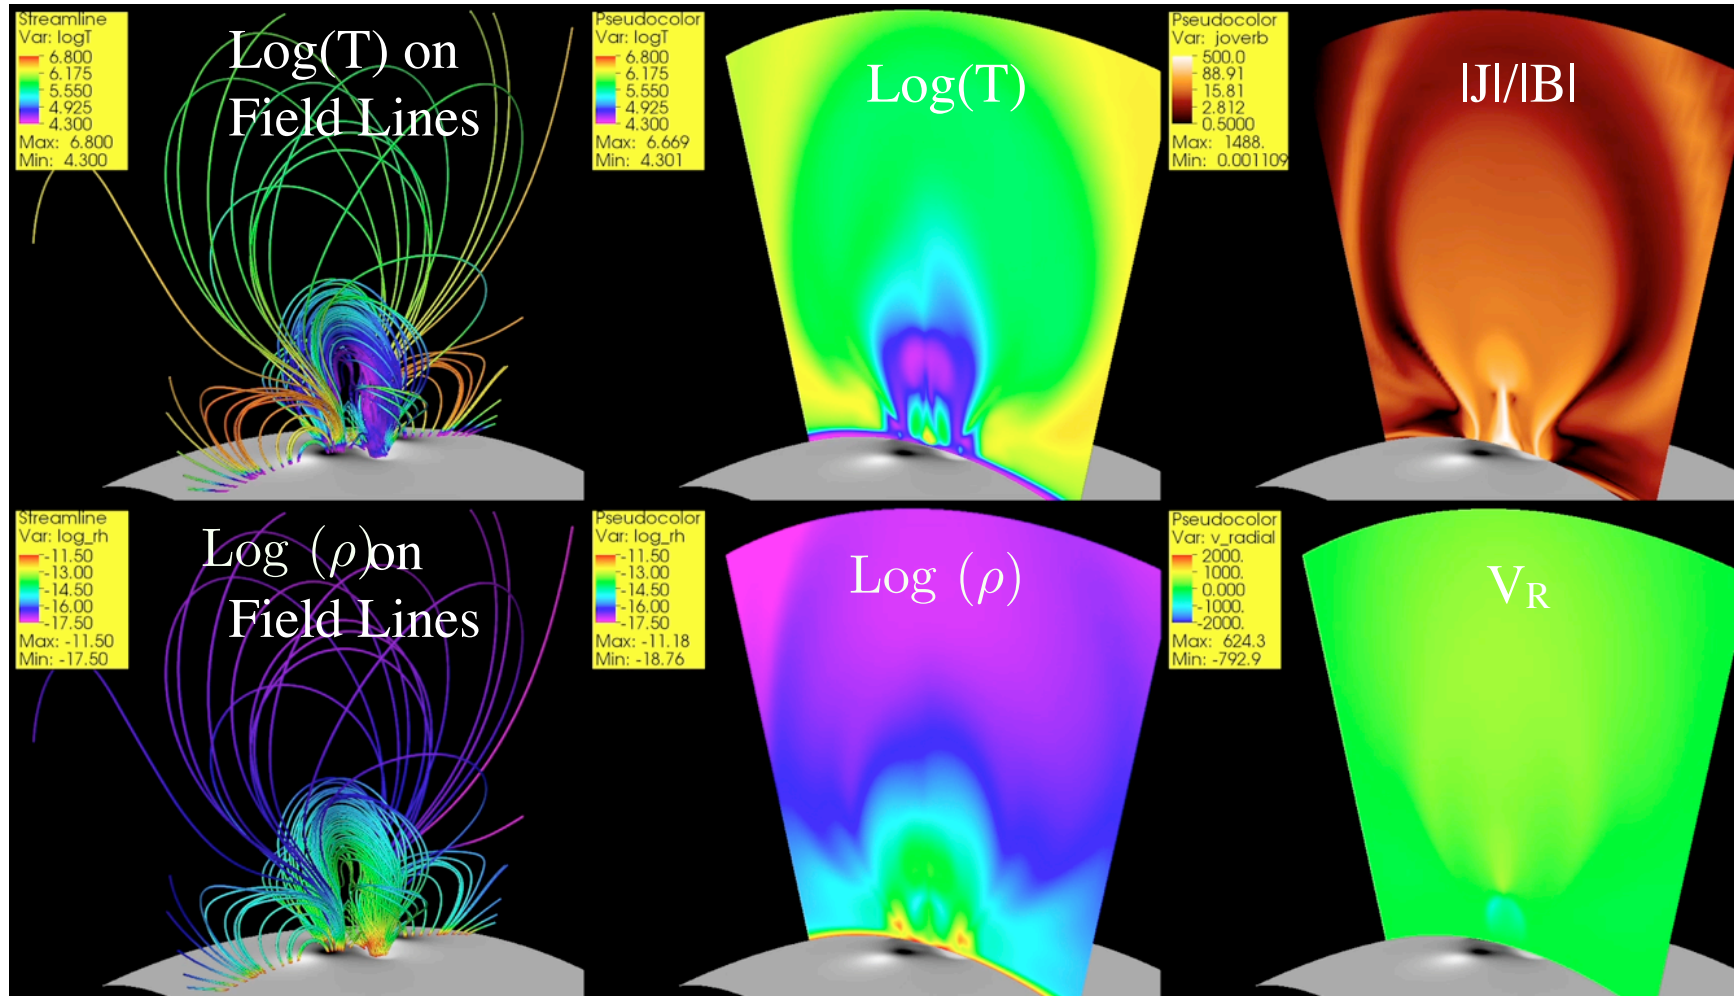 Streamline
Var: logT
6.800
6.175
5.550
4.925
4.300
Max: 6.800
Min: 4.300
Log(T) on
Field Lines
Pseudocolor
Var: logT
6.800
6.175
5.550
4.925
4.300
Max: 6.669
Min: 4.301
Log(T)
Pseudocolor
Var: joverb
500.0
88.91
15.81
2.812
0.5000
Max: 1488.
Min: 0.001109
|J|/|B|
Streamline
Var: log_rh
-11.50
-13.00
-14.50
-16.00
-17.50
Max: -11.50
Min: -17.50
Log (ρ)on
Field Lines
Pseudocolor
Var: log_rh
-11.50
-13.00
-14.50
-16.00
-17.50
Max: -11.18
Min: -18.76
Log (ρ)
Pseudocolor
Var: v_radial
2000.
1000.
0.000
-1000.
-2000.
Max: 624.3
Min: -792.9
V_R